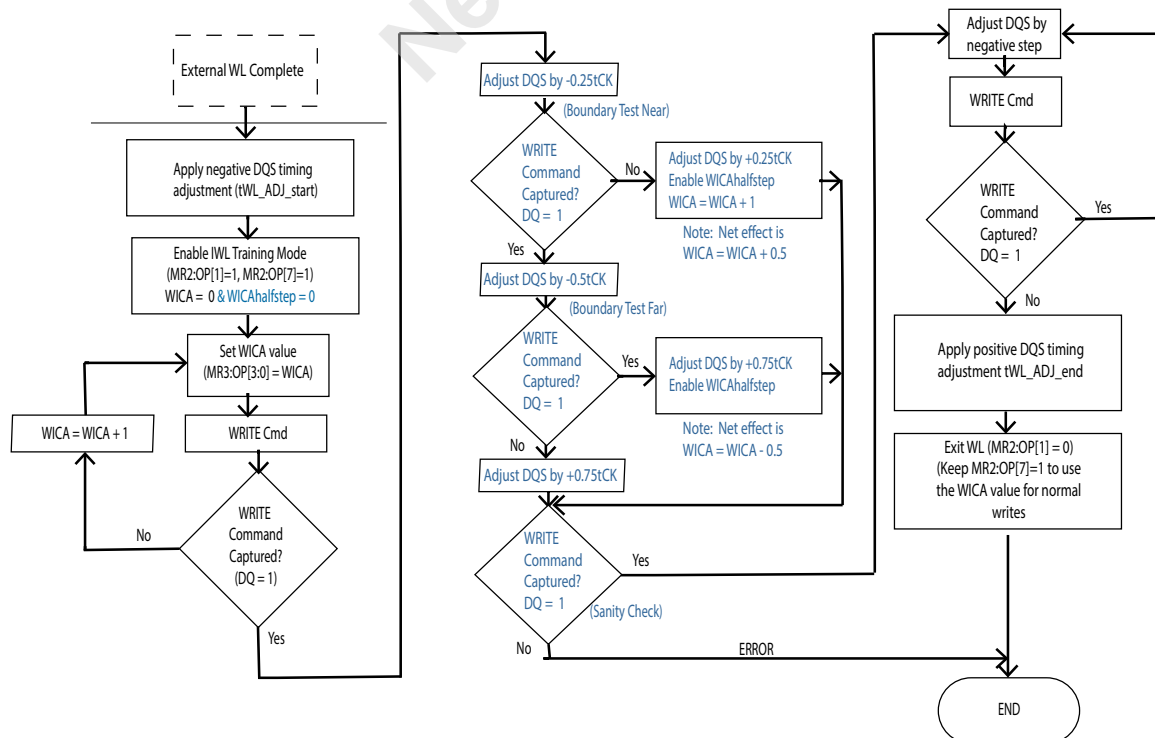 Ne
External WL Complete
Apply negative DQS timing
adjustment (tWL_ADJ_start)
Enable IWL Training Mode
(MR2:OP[1]=1, MR2:OP[7]=1)
WICA = 0 & WICAhalfstep = 0
Set WICA value
(MR3:OP[3:0] = WICA)
WICA = WICA + 1
WRITE Cmd
No
WRITE
Command
Captured?
(DQ = 1)
Yes
Adjust DQS by -0.25tCK
(Boundary Test Near)
WRITE
Command
Captured?
DQ = 1
No
Adjust DQS by +0.25tCK
Enable WICAhalfstep
WICA = WICA + 1
Note: Net effect is
WICA = WICA + 0.5
Yes
Adjust DQS by -0.5tCK
(Boundary Test Far)
WRITE
Command
Captured?
DQ = 1
Yes
Adjust DQS by +0.75tCK
Enable WICAhalfstep
Note: Net effect is
WICA = WICA - 0.5
No
Adjust DQS by +0.75tCK
WRITE
Command
Captured?
DQ = 1
Yes
(Sanity Check)
No
ERROR
Adjust DQS by
negative step
WRITE Cmd
WRITE
Command
Captured?
DQ = 1
Yes
No
Apply positive DQS timing
adjustment tWL_ADJ_end
Exit WL (MR2:OP[1] = 0)
(Keep MR2:OP[7]=1 to use
the WICA value for normal
writes
END